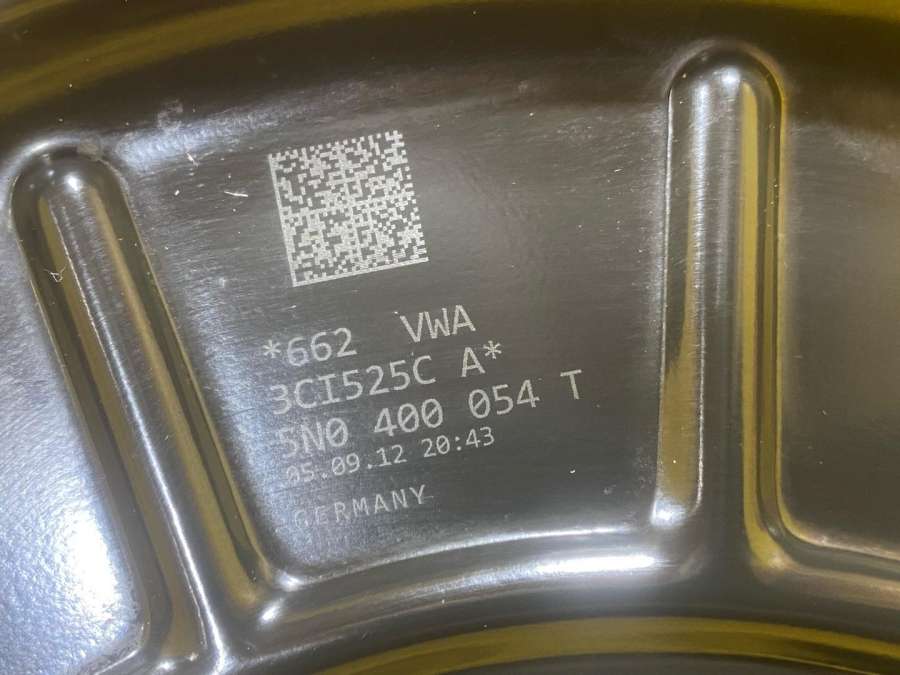 *662 VWA
3CI525C A*
5N0 400 054 T
05.09.12 20:43
GERMANY